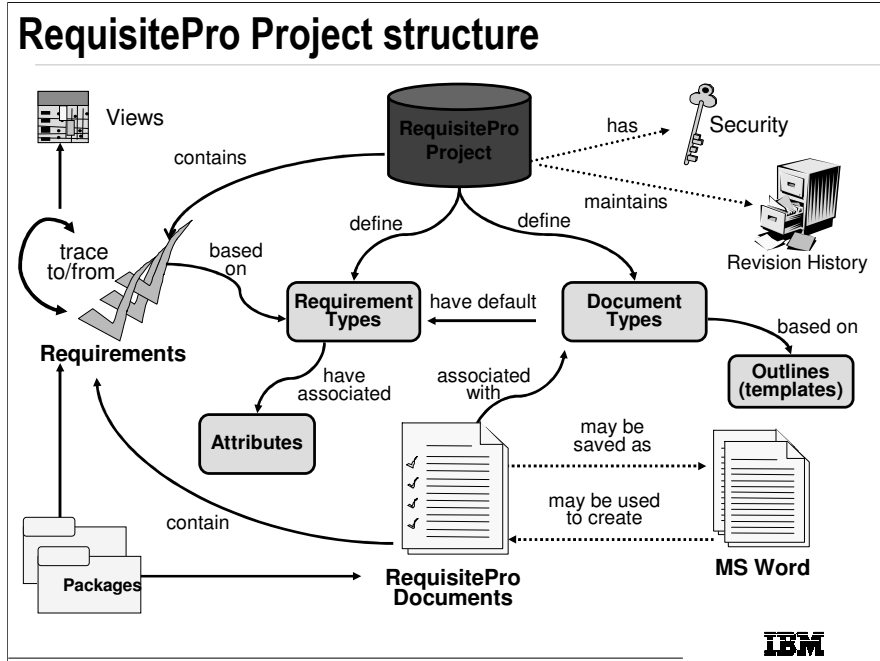 RequisitePro Project structure
Views
RequisitePro
Project
has
Security
contains
maintains
Revision History
define
define
trace
to/from
based
on
Requirement
Types
have default
Document
Types
based on
Requirements
have
associated
associated
with
Outlines
(templates)
Attributes
may be
saved as
may be used
to create
contain
Packages
RequisitePro
Documents
MS Word
IBM